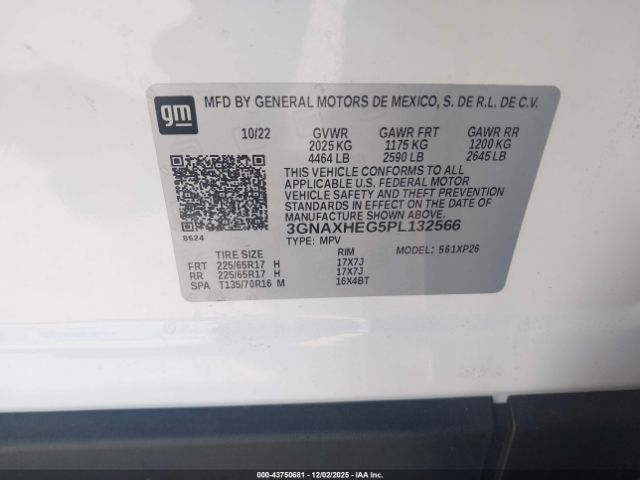 gm
MFD BY GENERAL MOTORS DE MEXICO, S. DE R.L. DE C.V.
10/22 GVWR GAWR FRT GAWR RR
2025 KG 1175 KG 1200 KG
4464 LB 2590 LB 2645 LB
THIS VEHICLE CONFORMS TO ALL
APPLICABLE U.S. FEDERAL MOTOR
VEHICLE SAFETY AND THEFT PREVENTION
STANDARDS IN EFFECT ON THE DATE OF
MANUFACTURE SHOWN ABOVE.
3GNAXHEG5PL132566
8624 TYPE: MPV MODEL: 561XP26
TIRE SIZE RIM
FRT 225/65R17 H 17X7J
RR 225/65R17 H 17X7J
SPA T135/70R16 M 16X4BT
000-43750681 - 12/02/2025 - Copyright © IAA, LLC.